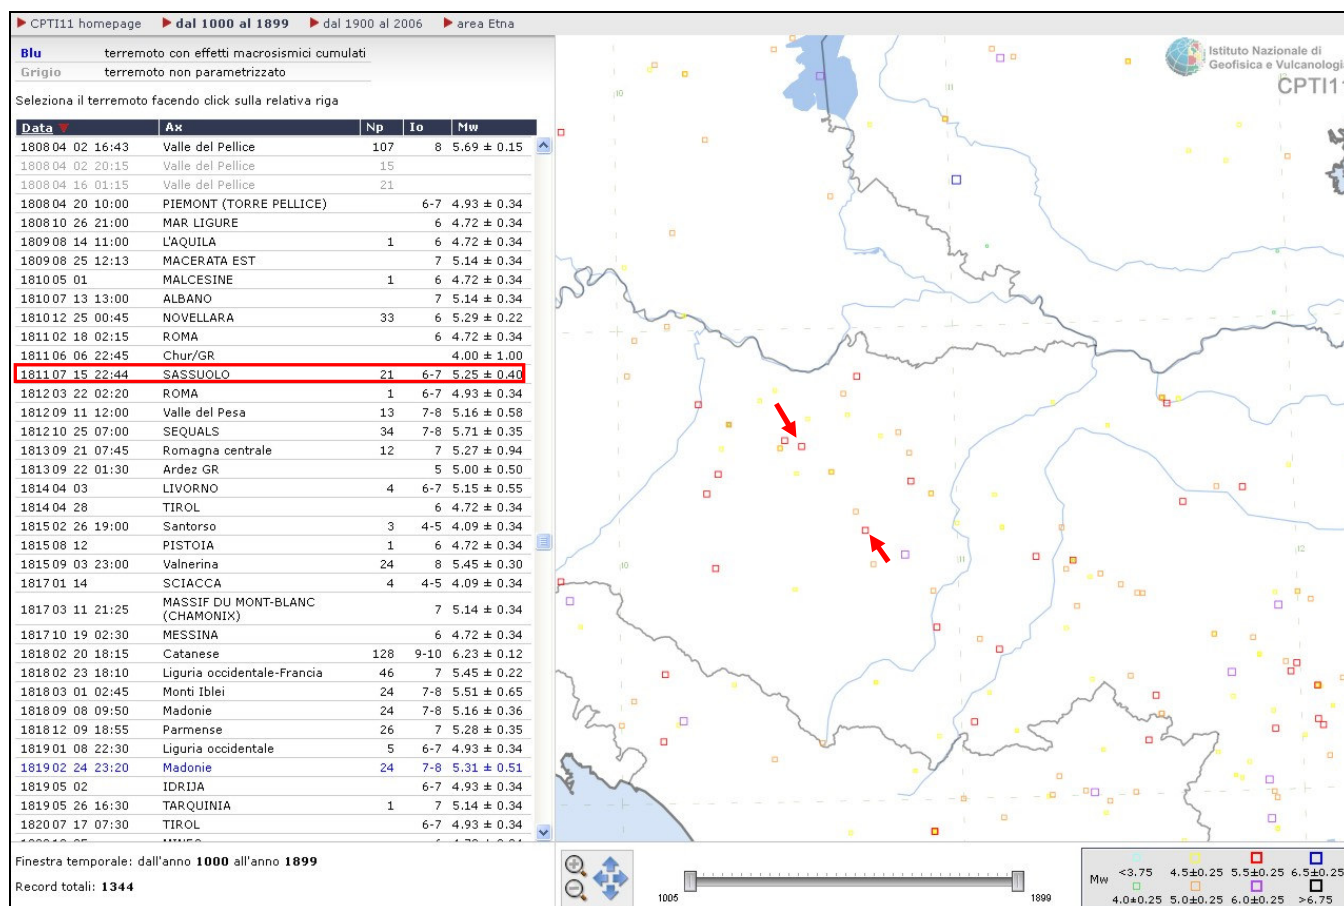 CPTI11 homepage dal 1000 al 1899 dal 1900 al 2006 area Etna
Blu terremoto con effetti macrosismici cumulati
Grigio terremoto non parametrizzato
Seleziona il terremoto facendo click sulla relativa riga
Data Ax Np Io Mw
1808 04 02 16:43 Valle del Pellice 107 8 5.69 ± 0.15
1808 04 02 20:15 Valle del Pellice 15
1808 04 16 01:15 Valle del Pellice 21
1808 04 20 10:00 PIEMONT (TORRE PELLICE) 6-7 4.93 ± 0.34
1808 10 26 21:00 MAR LIGURE 6 4.72 ± 0.34
1809 08 14 11:00 L'AQUILA 1 6 4.72 ± 0.34
1809 08 25 12:13 MACERATA EST 7 5.14 ± 0.34
1810 05 01 MALCESINE 1 6 4.72 ± 0.34
1810 07 13 13:00 ALBANO 7 5.14 ± 0.34
1810 12 25 00:45 NOVELLARA 33 6 5.29 ± 0.22
1811 02 18 02:15 ROMA 6 4.72 ± 0.34
1811 06 06 22:45 Chur/GR 4.00 ± 1.00
1811 07 15 22:44 SASSUOLO 21 6-7 5.25 ± 0.40
1812 03 22 02:20 ROMA 1 6-7 4.93 ± 0.34
1812 09 11 12:00 Valle del Pesa 13 7-8 5.16 ± 0.58
1812 10 25 07:00 SEQUALS 34 7-8 5.71 ± 0.35
1813 09 21 07:45 Romagna centrale 12 7 5.27 ± 0.94
1813 09 22 01:30 Ardez GR 5 5.00 ± 0.50
1814 04 03 LIVORNO 4 6-7 5.15 ± 0.55
1814 04 28 TIROL 6 4.72 ± 0.34
1815 02 26 19:00 Santorso 3 4-5 4.09 ± 0.34
1815 08 12 PISTOIA 1 6 4.72 ± 0.34
1815 09 03 23:00 Valnerina 24 8 5.45 ± 0.30
1817 01 14 SCIACCA 4 4-5 4.09 ± 0.34
1817 03 11 21:25 MASSIF DU MONT-BLANC (CHAMONIX) 7 5.14 ± 0.34
1817 10 19 02:30 MESSINA 6 4.72 ± 0.34
1818 02 20 18:15 Catanese 128 9-10 6.23 ± 0.12
1818 02 23 18:10 Liguria occidentale-Francia 46 7 5.45 ± 0.22
1818 03 01 02:45 Monti Iblei 24 7-8 5.51 ± 0.65
1818 09 08 09:50 Madonie 24 7-8 5.16 ± 0.36
1818 12 09 18:55 Parmense 26 7 5.28 ± 0.35
1819 01 08 22:30 Liguria occidentale 5 6-7 4.93 ± 0.34
1819 02 24 23:20 Madonie 24 7-8 5.31 ± 0.51
1819 05 02 IDRIJA 6-7 4.93 ± 0.34
1819 05 26 16:30 TARQUINIA 1 7 5.14 ± 0.34
1820 07 17 07:30 TIROL 6-7 4.93 ± 0.34
Finestra temporale: dall'anno 1000 all'anno 1899
Record totali: 1344
Istituto Nazionale di
Geofisica e Vulcanologia
CPTI11
10 11
10 11 12
1005 1899
Mw <3.75 4.5±0.25 5.5±0.25 6.5±0.25
4.0±0.25 5.0±0.25 6.0±0.25 >6.75